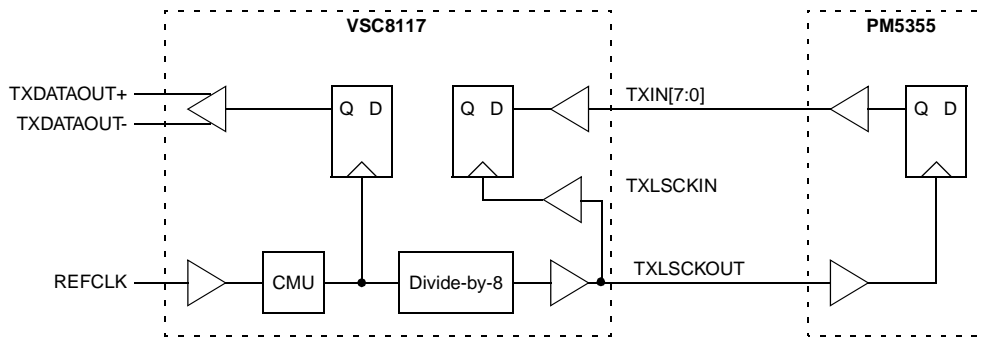 VSC8117
PM5355
TXDATAOUT+
TXDATAOUT-
Q D
Q D
TXIN[7:0]
Q D
TXLSCKIN
REFCLK
CMU
Divide-by-8
TXLSCKOUT